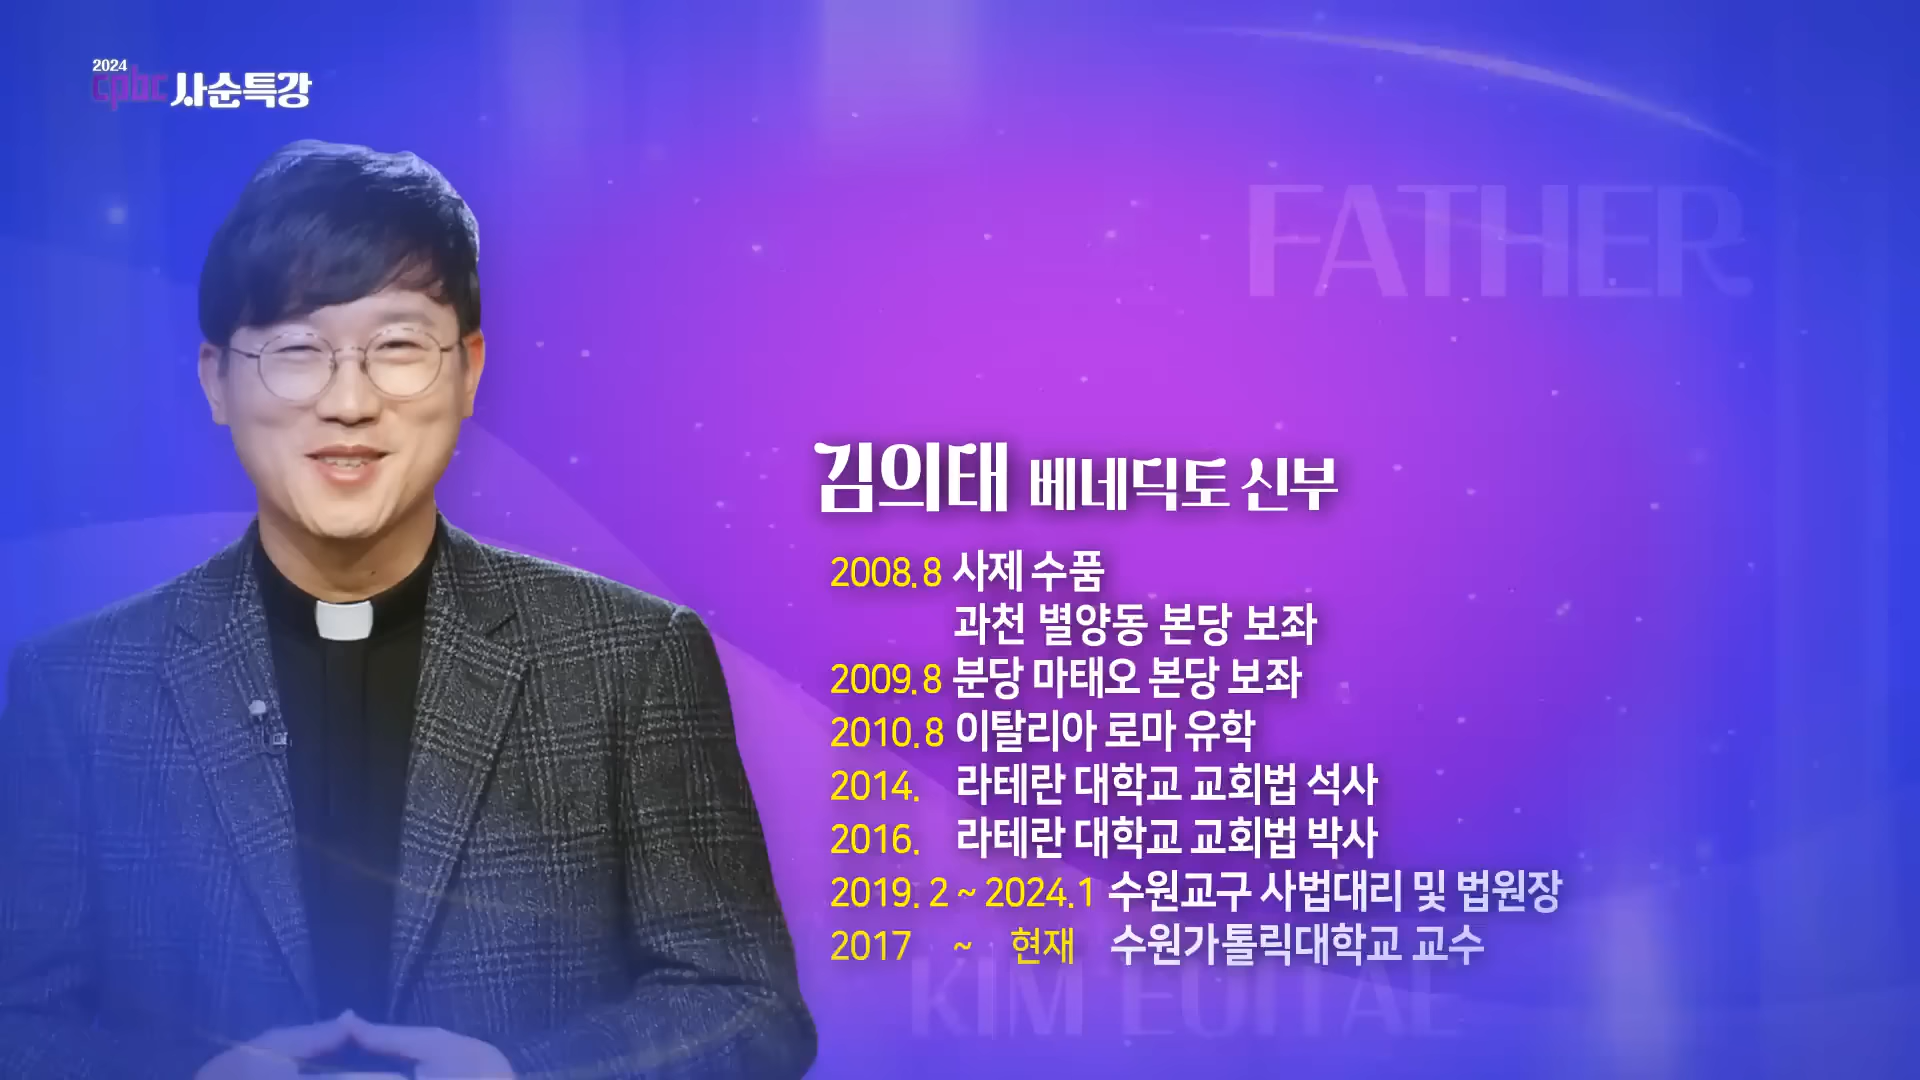 2024
cpbc 사순특강
FATHER
김의태 베네딕토 신부
2008.8 사제 수품
과천 별양동 본당 보좌
2009.8 분당 마태오 본당 보좌
2010.8 이탈리아 로마 유학
2014. 라테란 대학교 교회법 석사
2016. 라테란 대학교 교회법 박사
2019. 2 ~ 2024.1 수원교구 사법대리 및 법원장
2017 ~ 현재 수원가톨릭대학교 교수
KIM EUITAE